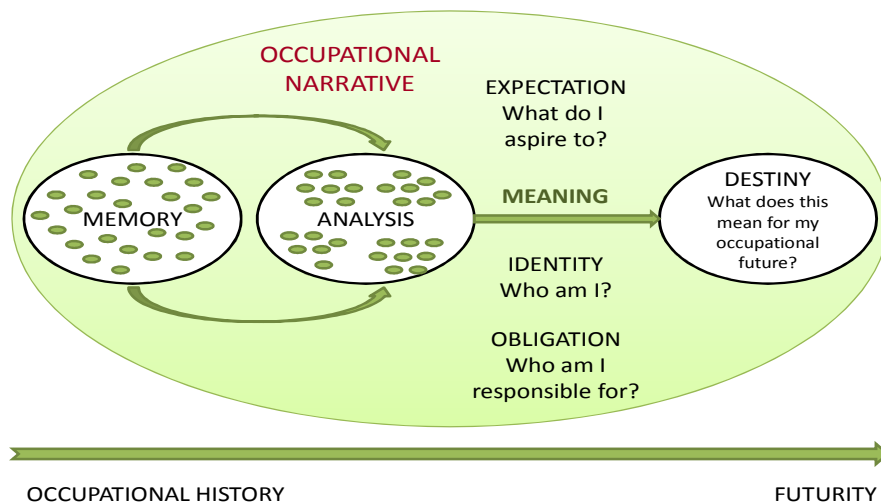 OCCUPATIONAL
NARRATIVE
EXPECTATION
What do I
aspire to?
MEMORY
ANALYSIS
MEANING
DESTINY
What does this
mean for my
occupational
future?
IDENTITY
Who am I?
OBLIGATION
Who am I
responsible for?
OCCUPATIONAL HISTORY
FUTURITY